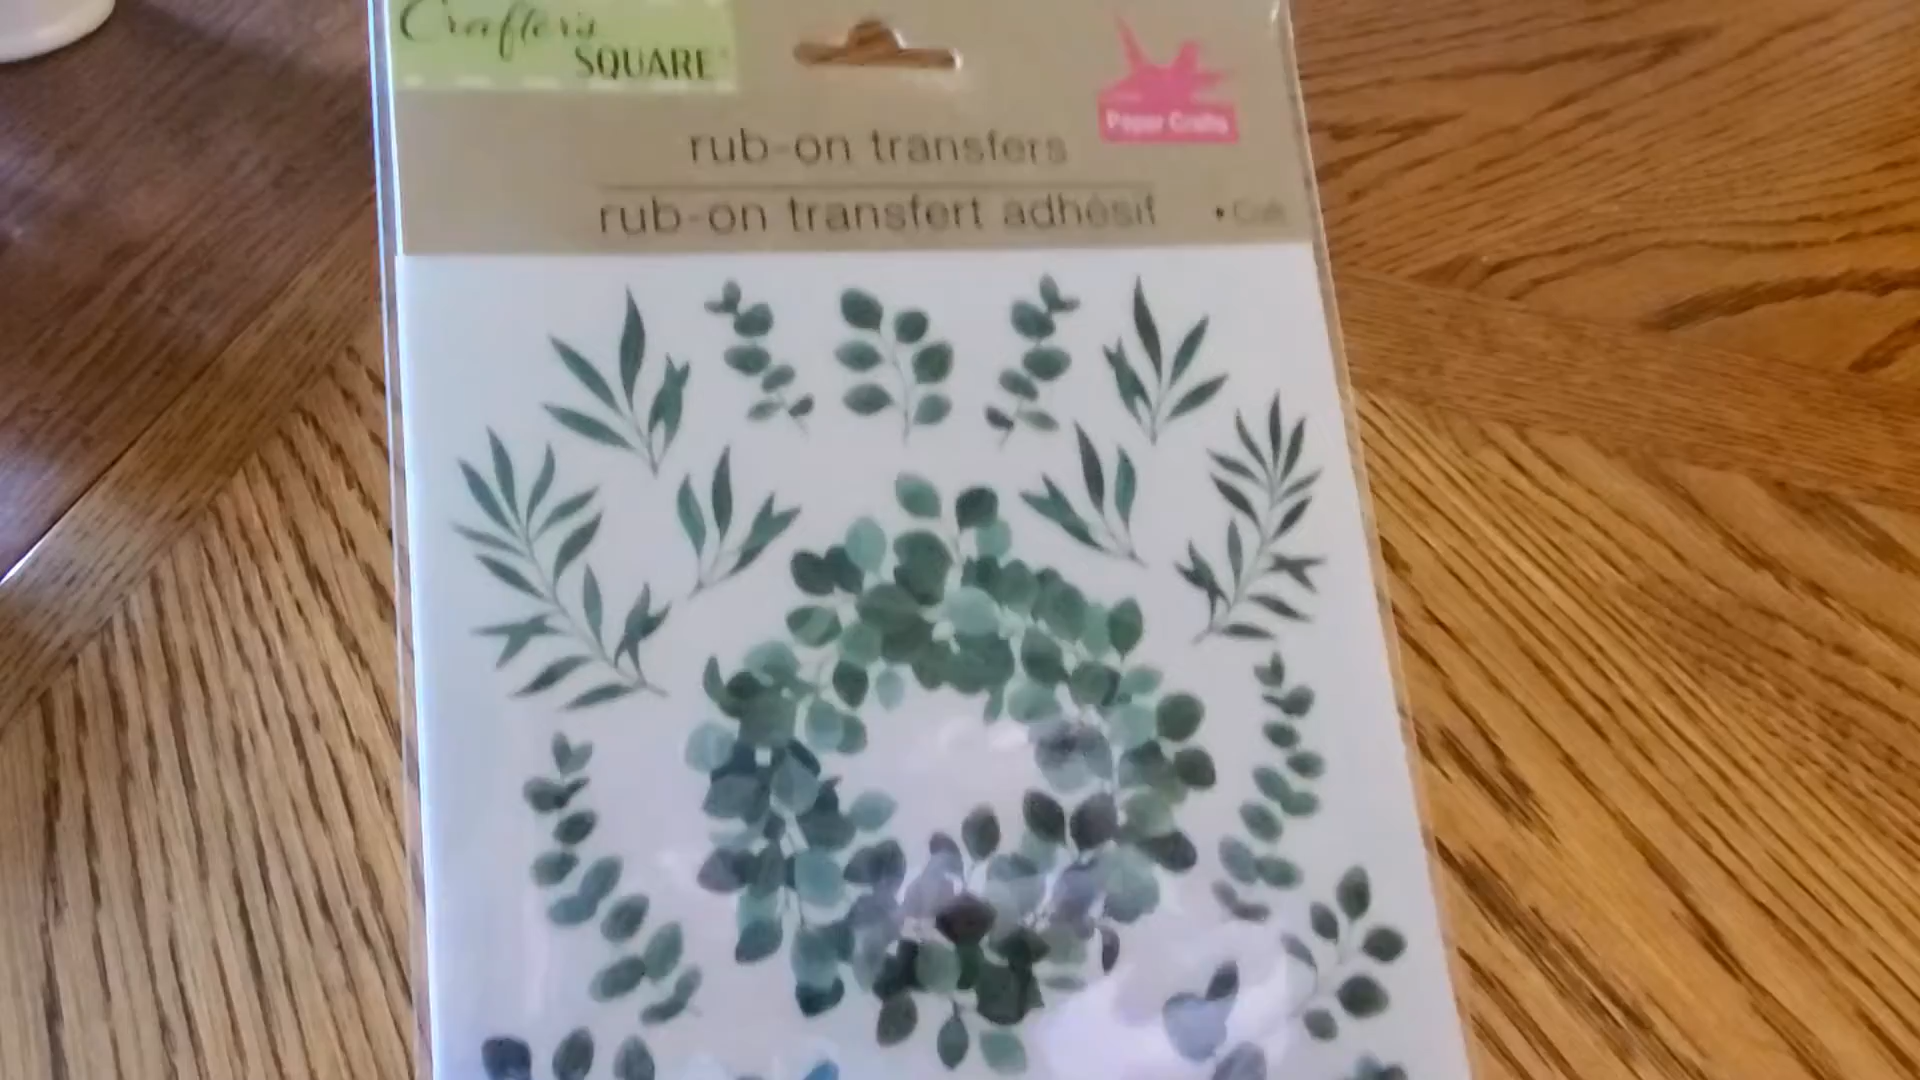 Crafter's
SQUARE
Paper Crafts
rub-on transfers
rub-on transfert adhésif